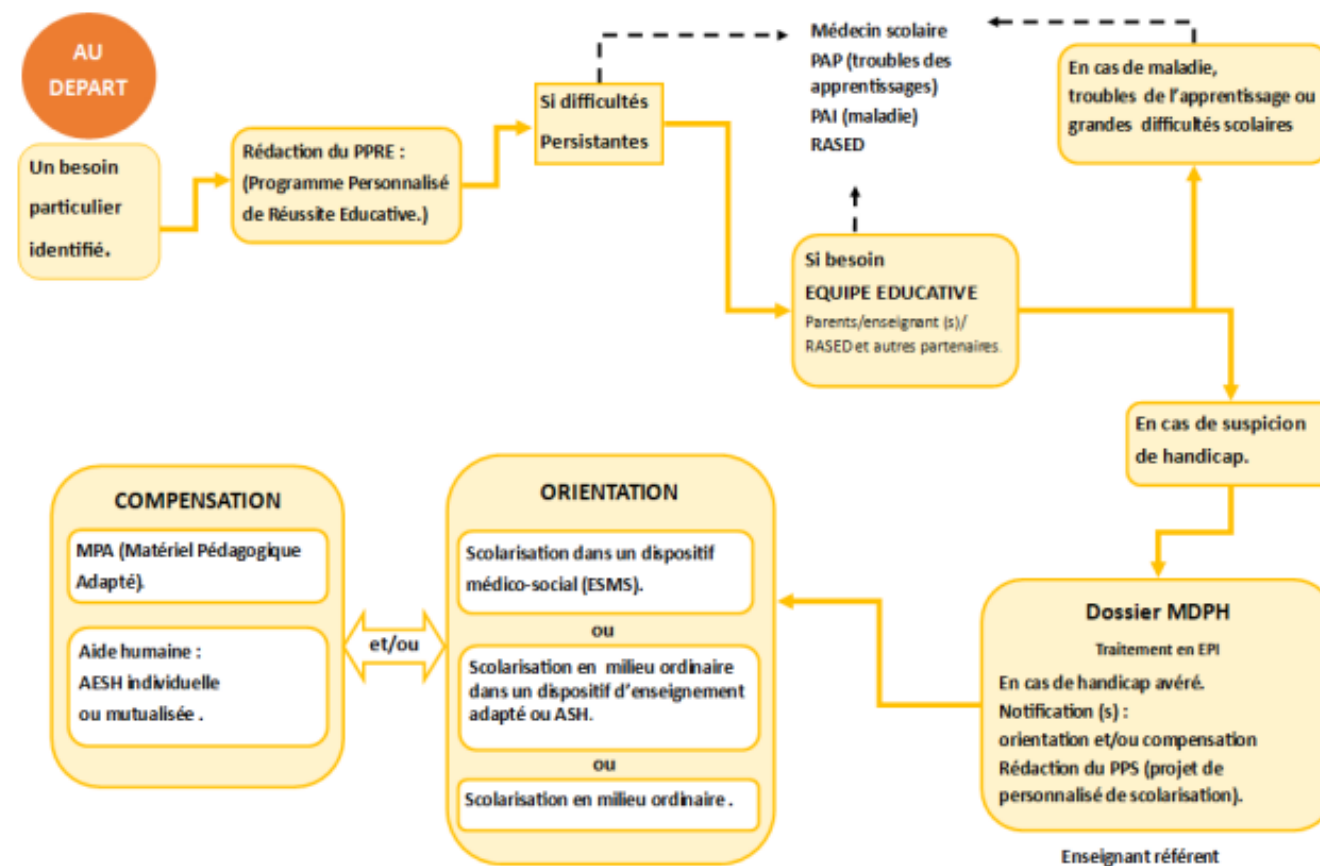 AU
DEPART
Un besoin
particulier
identifié.
Rédaction du PPRE :
(Programme Personnalisé
de Réussite Educative.)
Si difficultés
Persistantes
Médecin scolaire
PAP (troubles des
apprentissages)
PAI (maladie)
RASED
En cas de maladie,
troubles de l'apprentissage ou
grandes difficultés scolaires
Si besoin
EQUIPE EDUCATIVE
Parents/enseignant (s)/
RASED et autres partenaires.
En cas de suspicion
de handicap.
Dossier MDPH
Traitement en EPI
En cas de handicap avéré.
Notification (s) :
orientation et/ou compensation
Rédaction du PPS (projet de
personnalisé de scolarisation).
Enseignant référent
ORIENTATION
Scolarisation dans un dispositif
médico-social (ESMS).
ou
Scolarisation en milieu ordinaire
dans un dispositif d'enseignement
adapté ou ASH.
ou
Scolarisation en milieu ordinaire .
et/ou
COMPENSATION
MPA (Matériel Pédagogique
Adapté).
Aide humaine :
AESH individuelle
ou mutualisée .